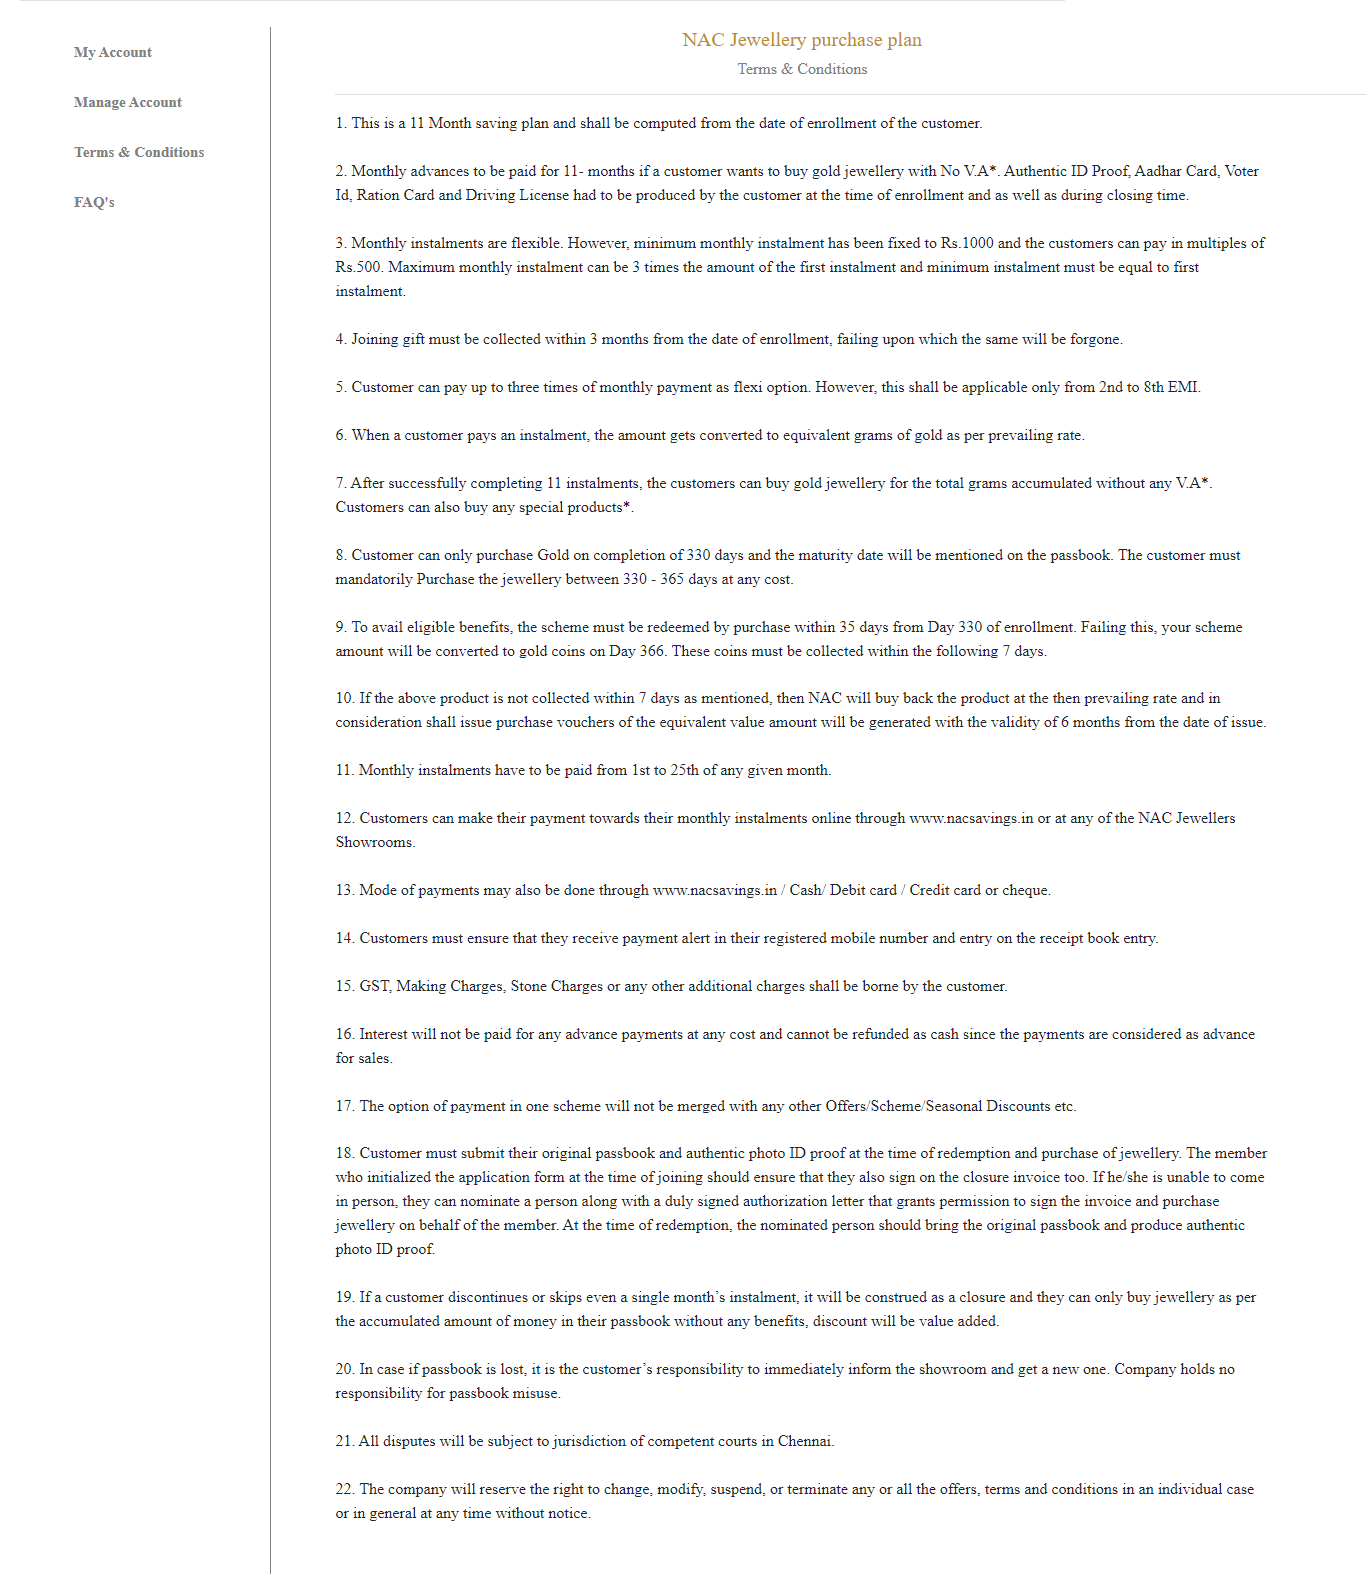 My Account
Manage Account
Terms & Conditions
FAQ's
NAC Jewellery purchase plan
Terms & Conditions
1. This is a 11 Month saving plan and shall be computed from the date of enrollment of the customer.
2. Monthly advances to be paid for 11- months if a customer wants to buy gold jewellery with No V.A*. Authentic ID Proof, Aadhar Card, Voter
Id, Ration Card and Driving License had to be produced by the customer at the time of enrollment and as well as during closing time.
3. Monthly instalments are flexible. However, minimum monthly instalment has been fixed to Rs.1000 and the customers can pay in multiples of
Rs.500. Maximum monthly instalment can be 3 times the amount of the first instalment and minimum instalment must be equal to first
instalment.
4. Joining gift must be collected within 3 months from the date of enrollment, failing upon which the same will be forgone.
5. Customer can pay up to three times of monthly payment as flexi option. However, this shall be applicable only from 2nd to 8th EMI.
6. When a customer pays an instalment, the amount gets converted to equivalent grams of gold as per prevailing rate.
7. After successfully completing 11 instalments, the customers can buy gold jewellery for the total grams accumulated without any V.A*.
Customers can also buy any special products*.
8. Customer can only purchase Gold on completion of 330 days and the maturity date will be mentioned on the passbook. The customer must
mandatorily Purchase the jewellery between 330 - 365 days at any cost.
9. To avail eligible benefits, the scheme must be redeemed by purchase within 35 days from Day 330 of enrollment. Failing this, your scheme
amount will be converted to gold coins on Day 366. These coins must be collected within the following 7 days.
10. If the above product is not collected within 7 days as mentioned, then NAC will buy back the product at the then prevailing rate and in
consideration shall issue purchase vouchers of the equivalent value amount will be generated with the validity of 6 months from the date of issue.
11. Monthly instalments have to be paid from 1st to 25th of any given month.
12. Customers can make their payment towards their monthly instalments online through www.nacsavings.in or at any of the NAC Jewellers
Showrooms.
13. Mode of payments may also be done through www.nacsavings.in / Cash/ Debit card / Credit card or cheque.
14. Customers must ensure that they receive payment alert in their registered mobile number and entry on the receipt book entry.
15. GST, Making Charges, Stone Charges or any other additional charges shall be borne by the customer.
16. Interest will not be paid for any advance payments at any cost and cannot be refunded as cash since the payments are considered as advance
for sales.
17. The option of payment in one scheme will not be merged with any other Offers/Scheme/Seasonal Discounts etc.
18. Customer must submit their original passbook and authentic photo ID proof at the time of redemption and purchase of jewellery. The member
who initialized the application form at the time of joining should ensure that they also sign on the closure invoice too. If he/she is unable to come
in person, they can nominate a person along with a duly signed authorization letter that grants permission to sign the invoice and purchase
jewellery on behalf of the member. At the time of redemption, the nominated person should bring the original passbook and produce authentic
photo ID proof.
19. If a customer discontinues or skips even a single month’s instalment, it will be construed as a closure and they can only buy jewellery as per
the accumulated amount of money in their passbook without any benefits, discount will be value added.
20. In case if passbook is lost, it is the customer’s responsibility to immediately inform the showroom and get a new one. Company holds no
responsibility for passbook misuse.
21. All disputes will be subject to jurisdiction of competent courts in Chennai.
22. The company will reserve the right to change, modify, suspend, or terminate any or all the offers, terms and conditions in an individual case
or in general at any time without notice.